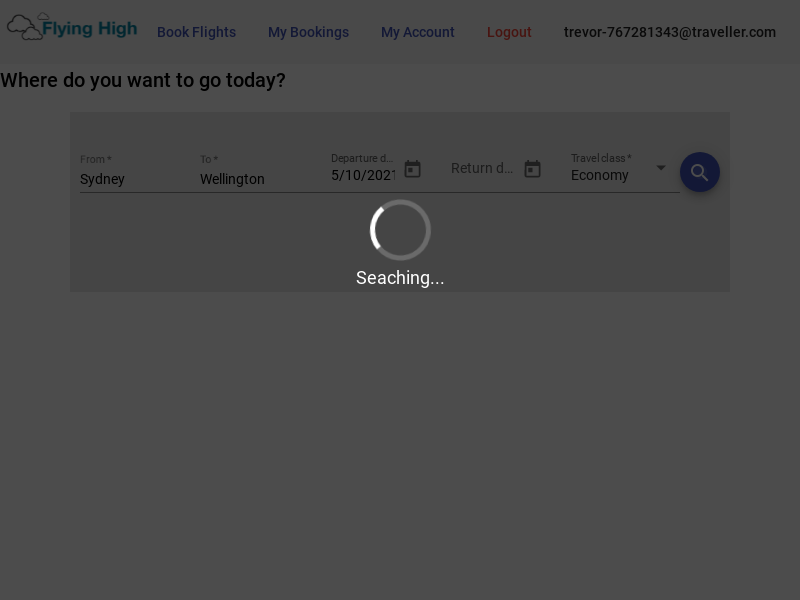 Flying High
Book Flights
My Bookings
My Account
Logout
trevor-767281343@traveller.com
Where do you want to go today?
From *
Sydney
To *
Wellington
Departure d...
5/10/2021
Return d...
Travel class *
Economy
Seaching...